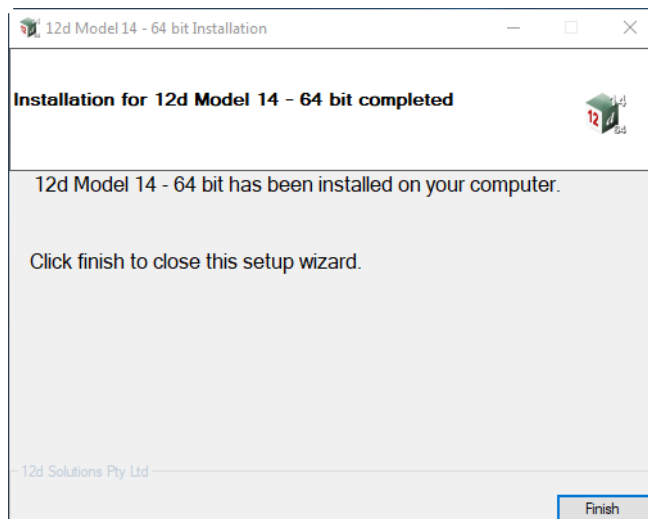 12d Model 14 - 64 bit Installation
Installation for 12d Model 14 - 64 bit completed
14
12 d
64
12d Model 14 - 64 bit has been installed on your computer.
Click finish to close this setup wizard.
12d Solutions Pty Ltd
Finish